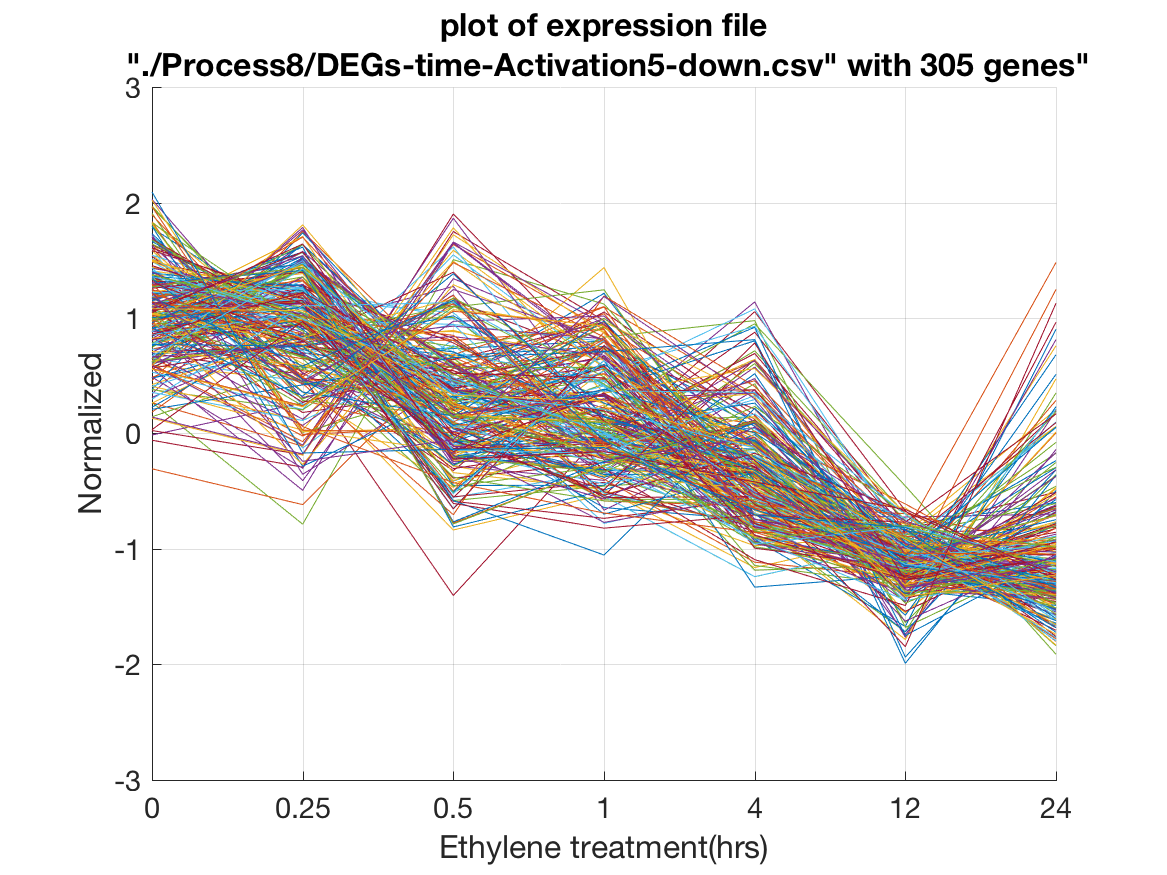 plot of expression file
"./Process8/DEGs-time-Activation5-down.csv" with 305 genes"
3
2
1
0
-1
-2
-3
Normalized
0 0.25 0.5 1 4 12 24
Ethylene treatment(hrs)